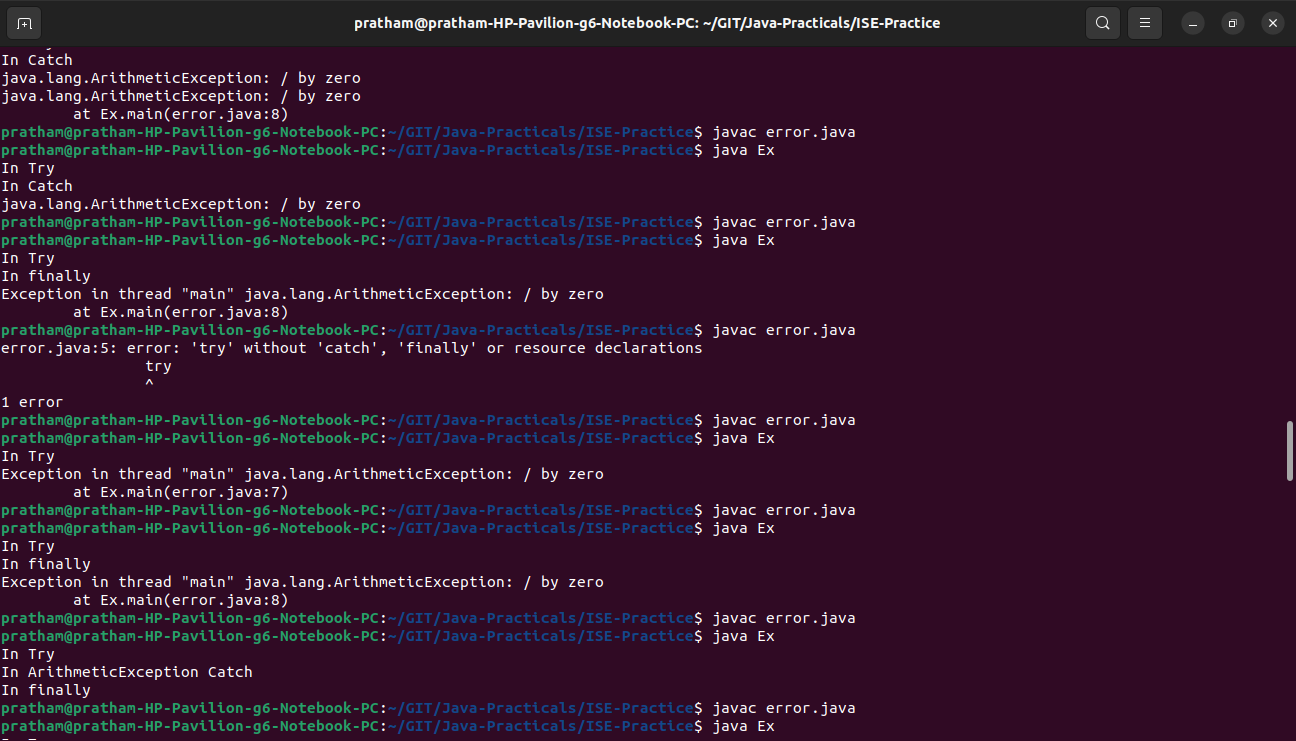 pratham@pratham-HP-Pavilion-g6-Notebook-PC: ~/GIT/Java-Practicals/ISE-Practice
In Catch
java.lang.ArithmeticException: / by zero
java.lang.ArithmeticException: / by zero
        at Ex.main(error.java:8)
pratham@pratham-HP-Pavilion-g6-Notebook-PC:~/GIT/Java-Practicals/ISE-Practice$ javac error.java
pratham@pratham-HP-Pavilion-g6-Notebook-PC:~/GIT/Java-Practicals/ISE-Practice$ java Ex
In Try
In Catch
java.lang.ArithmeticException: / by zero
pratham@pratham-HP-Pavilion-g6-Notebook-PC:~/GIT/Java-Practicals/ISE-Practice$ javac error.java
pratham@pratham-HP-Pavilion-g6-Notebook-PC:~/GIT/Java-Practicals/ISE-Practice$ java Ex
In Try
In finally
Exception in thread "main" java.lang.ArithmeticException: / by zero
        at Ex.main(error.java:8)
pratham@pratham-HP-Pavilion-g6-Notebook-PC:~/GIT/Java-Practicals/ISE-Practice$ javac error.java
error.java:5: error: 'try' without 'catch', 'finally' or resource declarations
                try
                ^
1 error
pratham@pratham-HP-Pavilion-g6-Notebook-PC:~/GIT/Java-Practicals/ISE-Practice$ javac error.java
pratham@pratham-HP-Pavilion-g6-Notebook-PC:~/GIT/Java-Practicals/ISE-Practice$ java Ex
In Try
Exception in thread "main" java.lang.ArithmeticException: / by zero
        at Ex.main(error.java:7)
pratham@pratham-HP-Pavilion-g6-Notebook-PC:~/GIT/Java-Practicals/ISE-Practice$ javac error.java
pratham@pratham-HP-Pavilion-g6-Notebook-PC:~/GIT/Java-Practicals/ISE-Practice$ java Ex
In Try
In finally
Exception in thread "main" java.lang.ArithmeticException: / by zero
        at Ex.main(error.java:8)
pratham@pratham-HP-Pavilion-g6-Notebook-PC:~/GIT/Java-Practicals/ISE-Practice$ javac error.java
pratham@pratham-HP-Pavilion-g6-Notebook-PC:~/GIT/Java-Practicals/ISE-Practice$ java Ex
In Try
In ArithmeticException Catch
In finally
pratham@pratham-HP-Pavilion-g6-Notebook-PC:~/GIT/Java-Practicals/ISE-Practice$ javac error.java
pratham@pratham-HP-Pavilion-g6-Notebook-PC:~/GIT/Java-Practicals/ISE-Practice$ java Ex